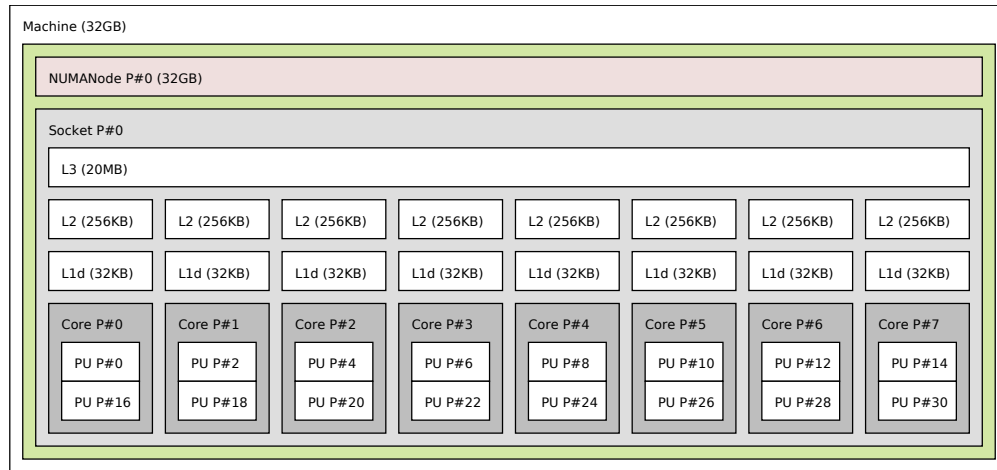 Machine (32GB)
NUMANode P#0 (32GB)
Socket P#0
L3 (20MB)
L2 (256KB) L2 (256KB) L2 (256KB) L2 (256KB) L2 (256KB) L2 (256KB) L2 (256KB) L2 (256KB)
L1d (32KB) L1d (32KB) L1d (32KB) L1d (32KB) L1d (32KB) L1d (32KB) L1d (32KB) L1d (32KB)
Core P#0 Core P#1 Core P#2 Core P#3 Core P#4 Core P#5 Core P#6 Core P#7
PU P#0 PU P#2 PU P#4 PU P#6 PU P#8 PU P#10 PU P#12 PU P#14
PU P#16 PU P#18 PU P#20 PU P#22 PU P#24 PU P#26 PU P#28 PU P#30